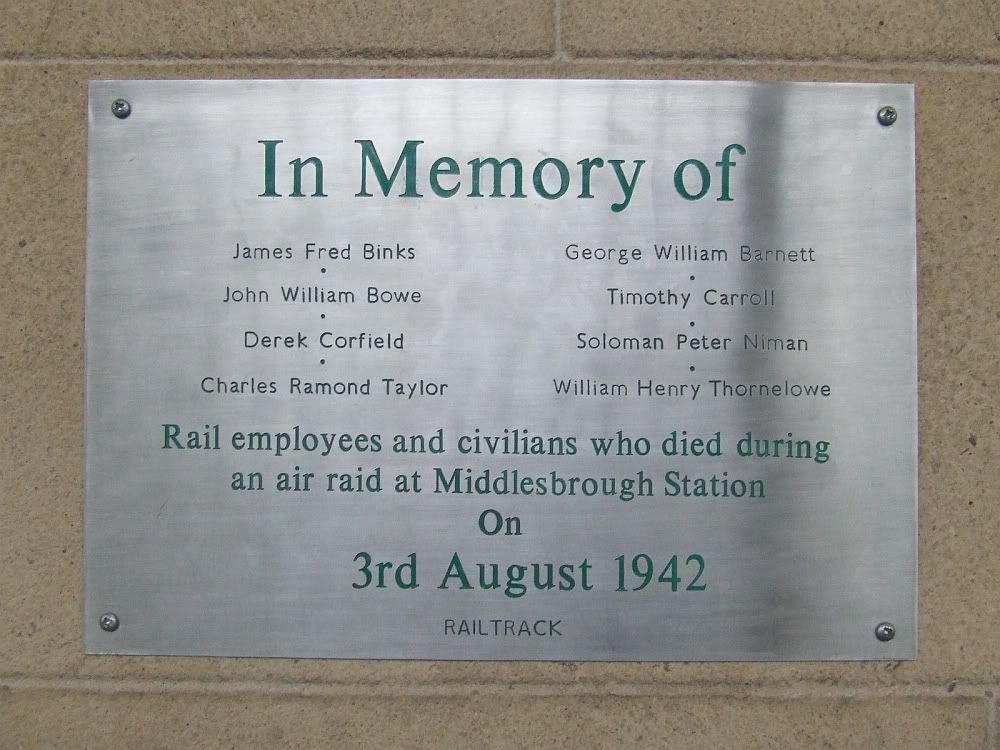 In Memory of
James Fred Binks
George William Barnett
John William Bowe
Timothy Carroll
Derek Corfield
Soloman Peter Niman
Charles Ramond Taylor
William Henry Thornelowe
Rail employees and civilians who died during
an air raid at Middlesbrough Station
On
3rd August 1942
RAILTRACK